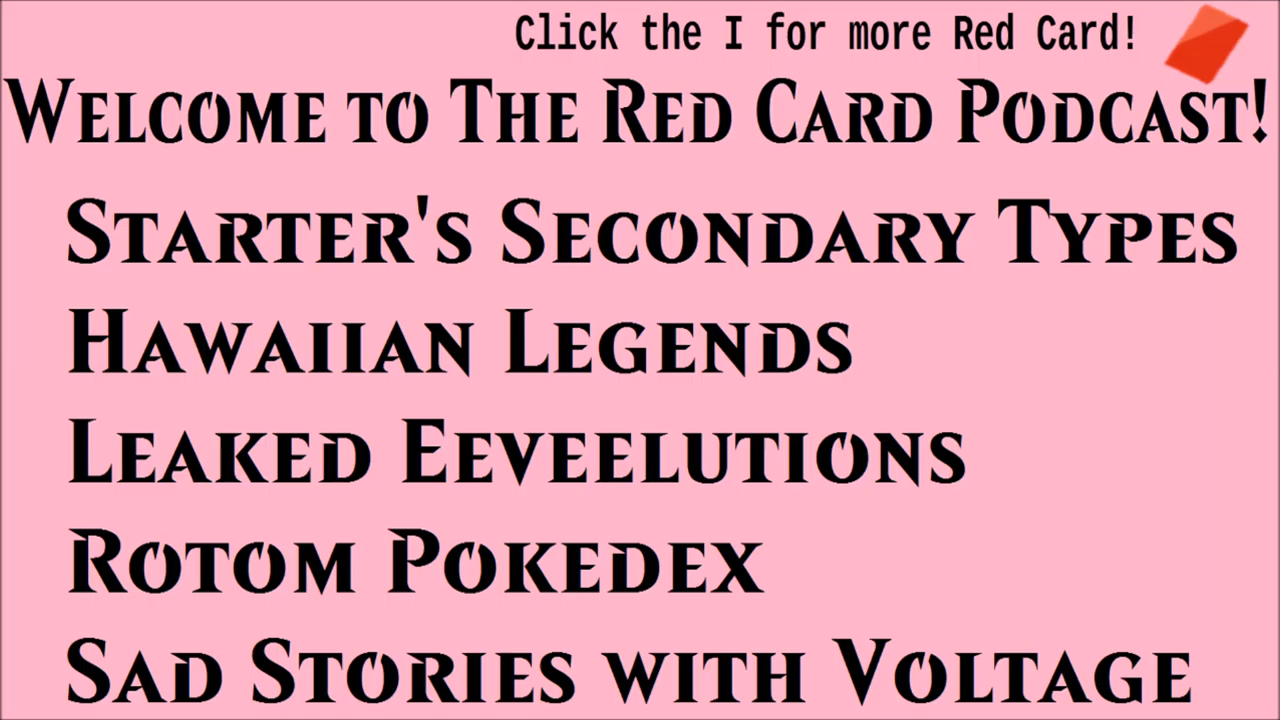 Click the I for more Red Card!
Welcome to The Red Card Podcast!
Starter's Secondary Types
Hawaiian Legends
Leaked Eeveelutions
Rotom Pokedex
Sad Stories with Voltage